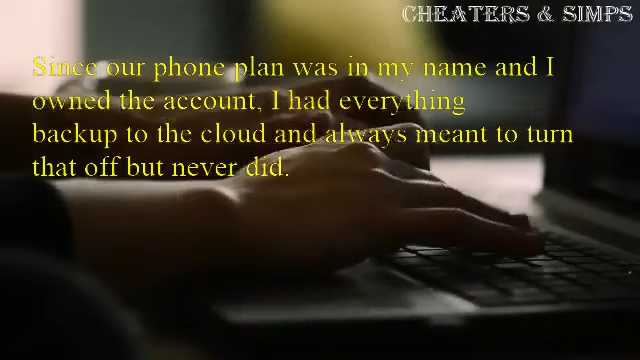 CHEATERS & SIMPS
Since our phone plan was in my name and I
owned the account, I had everything
backup to the cloud and always meant to turn
that off but never did.